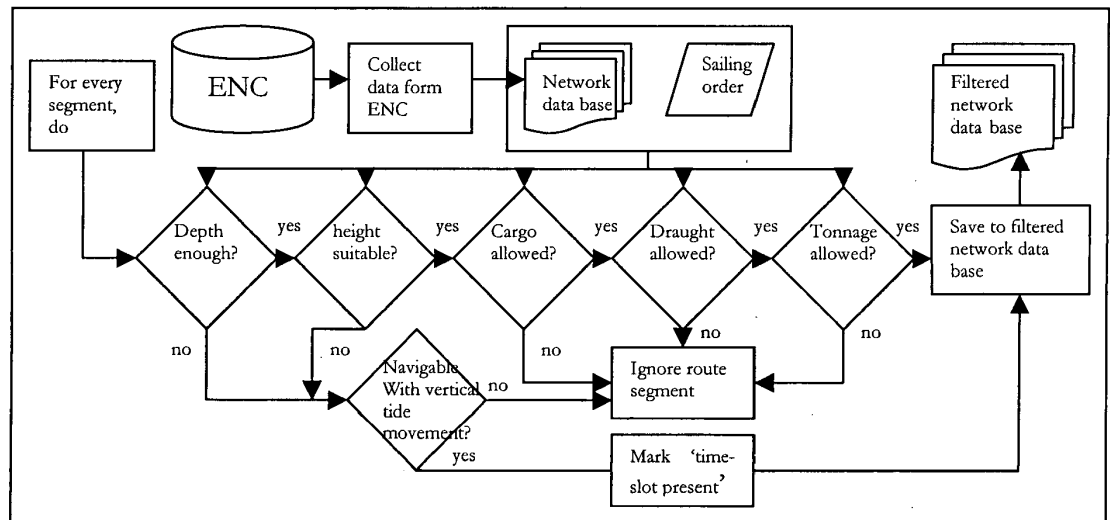 For every
segment,
do
ENC
Collect
data form
ENC
Network
data base
Sailing
order
Filtered
network
data base
Depth
enough?
yes
height
suitable?
yes
Cargo
allowed?
yes
Draught
allowed?
yes
Tonnage
allowed?
yes
Save to filtered
network data
base
no
no
no
no
no
Navigable
With vertical
tide
movement?
no
yes
Ignore route
segment
Mark 'time-
slot present'